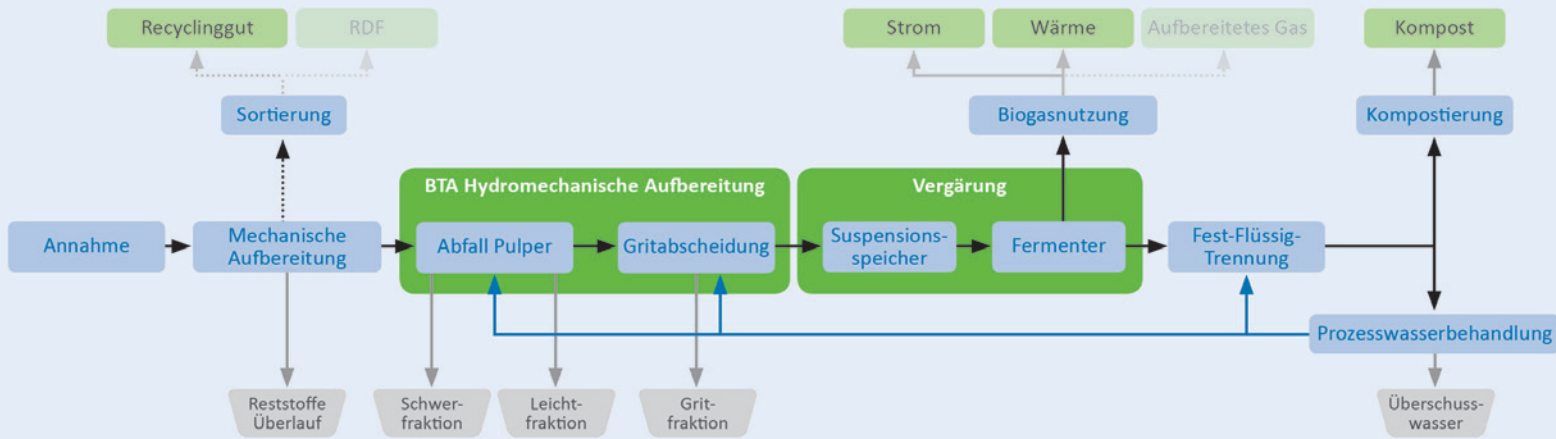 Recyclinggut
RDF
Strom
Wärme
Aufbereitetes Gas
Kompost
Sortierung
Biogasnutzung
Kompostierung
BTA Hydromechanische Aufbereitung
Vergärung
Annahme
Mechanische
Aufbereitung
Abfall Pulper
Gritabscheidung
Suspensions-
speicher
Fermenter
Fest-Flüssig-
Trennung
Prozesswasserbehandlung
Reststoffe
Überlauf
Schwer-
fraktion
Leicht-
fraktion
Grit-
fraktion
Überschuss-
wasser